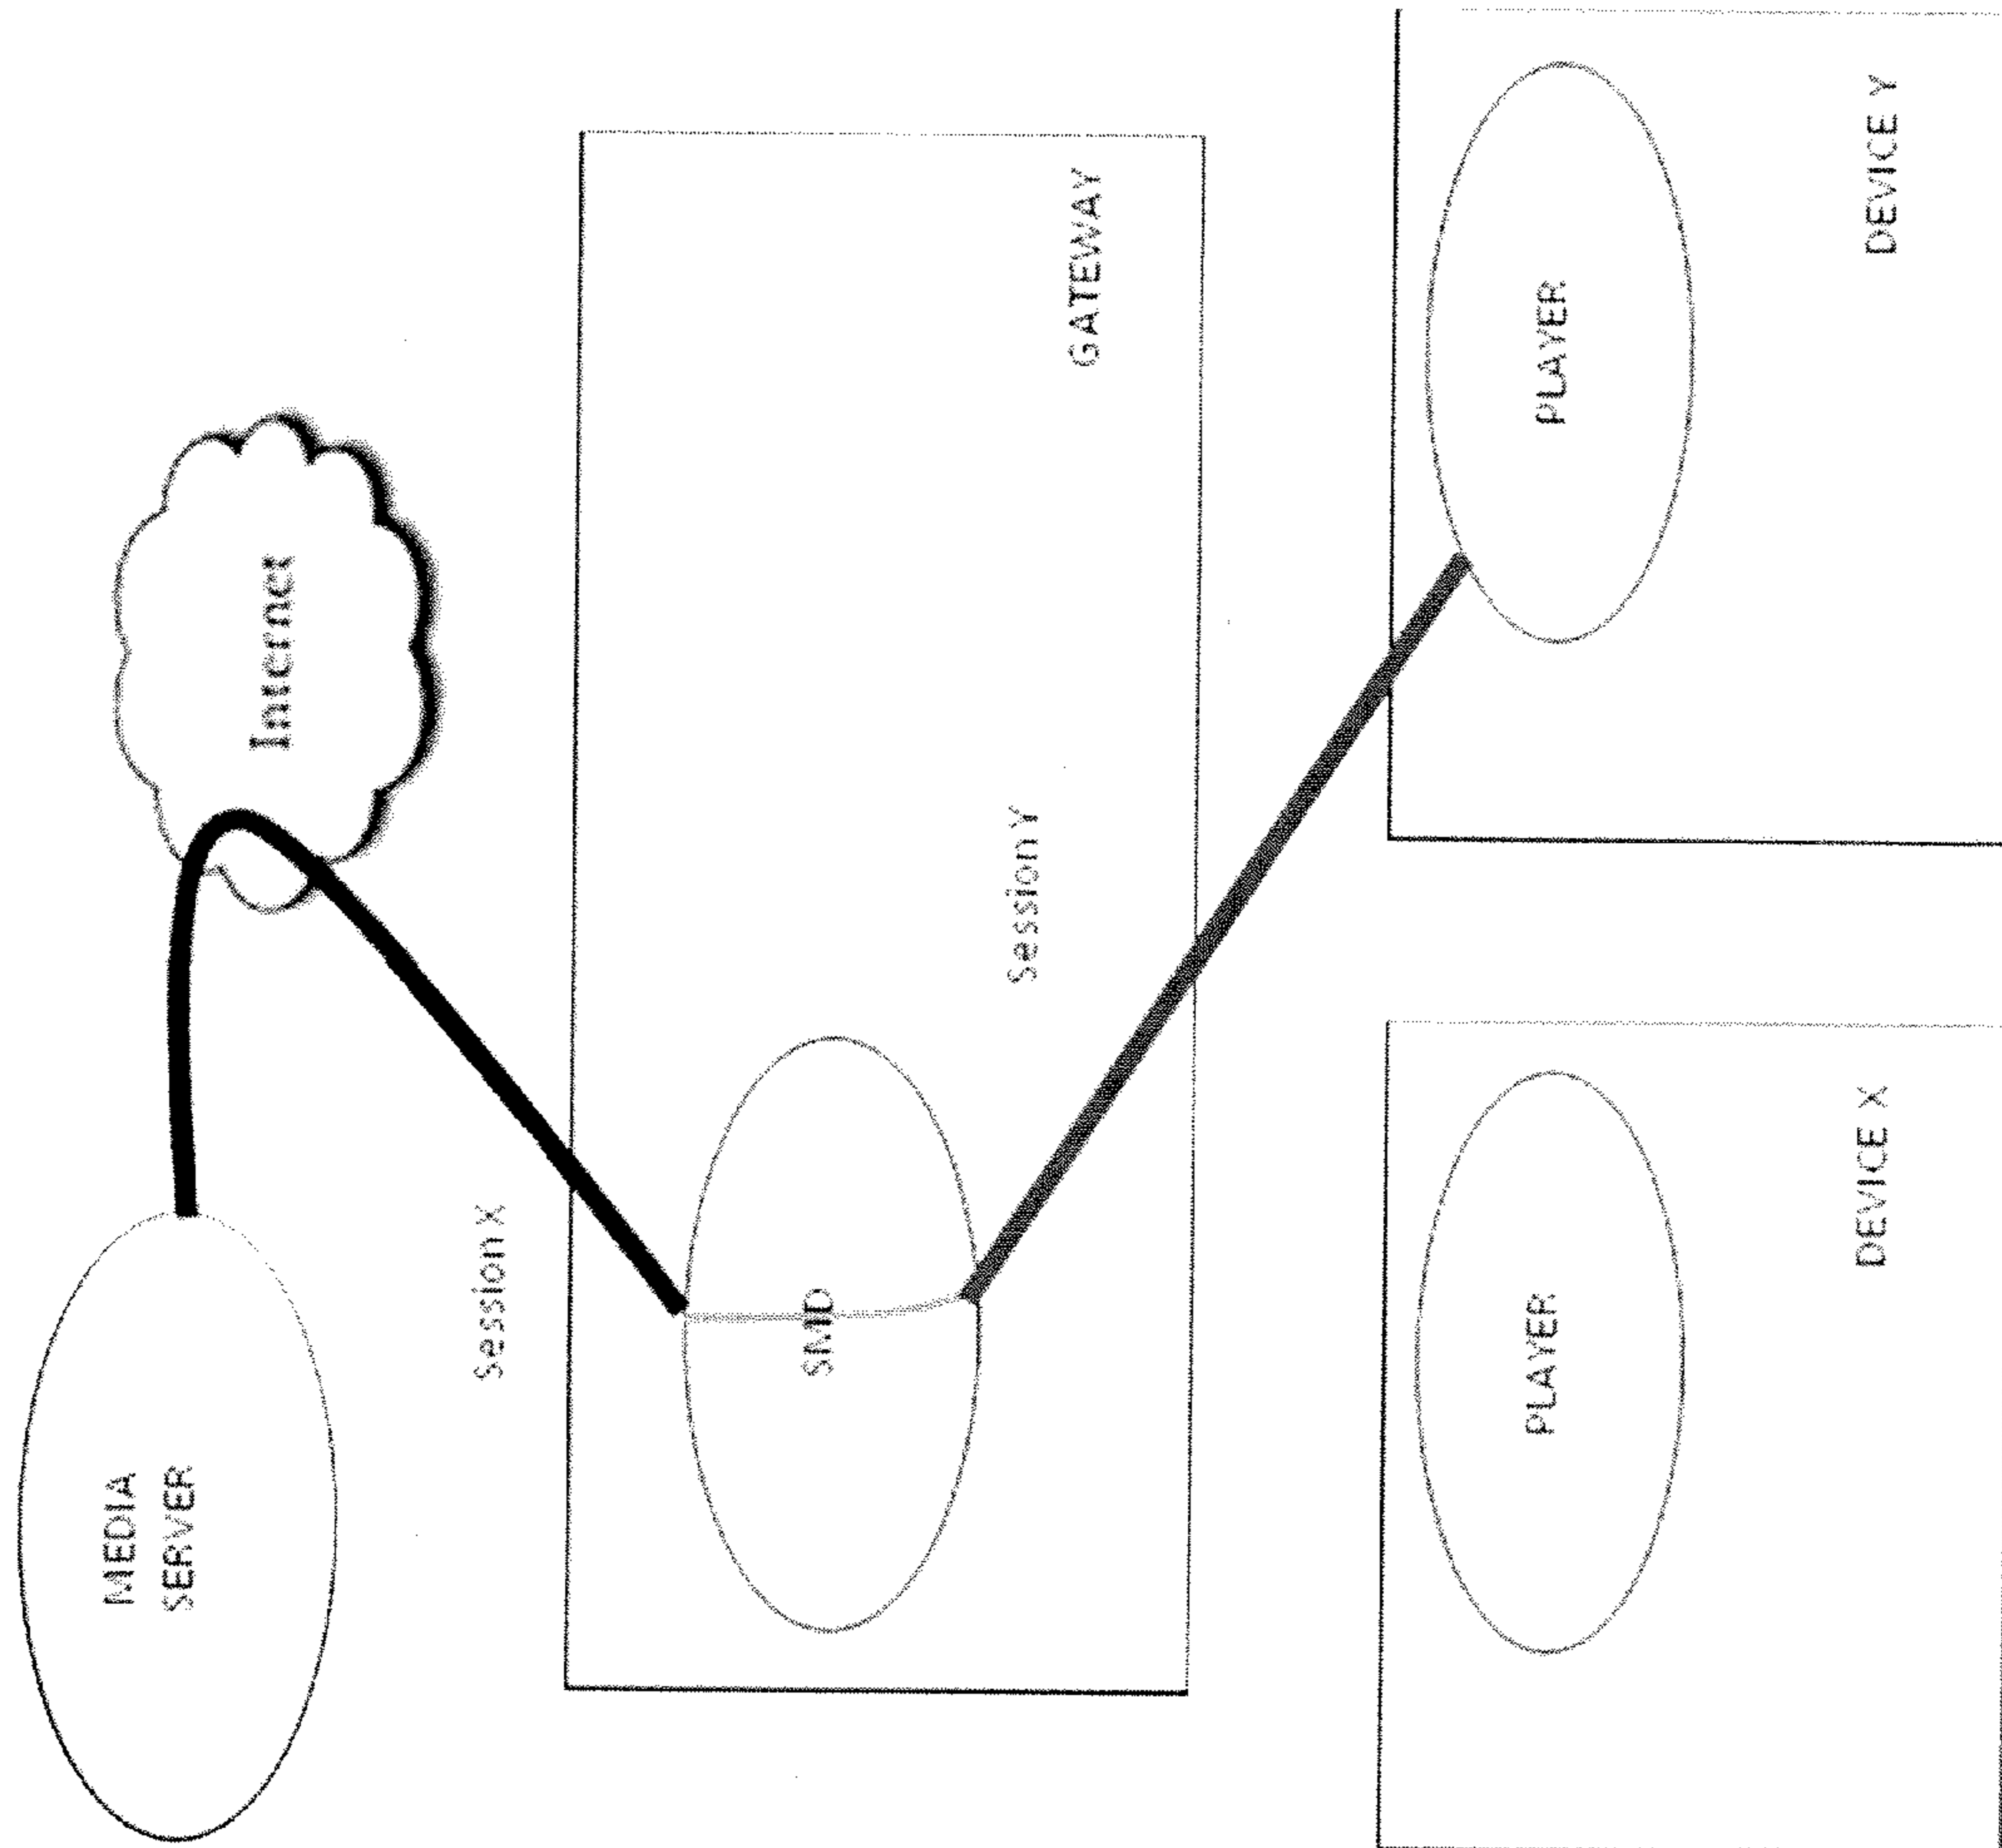 MEDIA
SERVER
Internet
Session X
SMD
Session Y
GATEWAY
PLAYER
DEVICE X
PLAYER
DEVICE Y